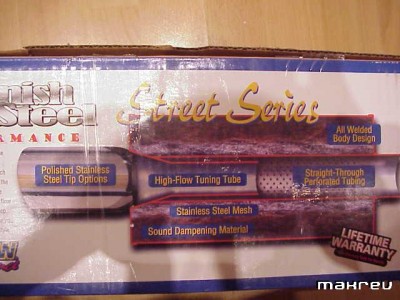 nish
Steel
Street Series
RMANCE
All Welded
Body Design
Polished Stainless
Steel Tip Options
High-Flow Tuning Tube
Straight-Through
Perforated Tubing
Stainless Steel Mesh
Sound Dampening Material
LIFETIME
WARRANTY
makrev